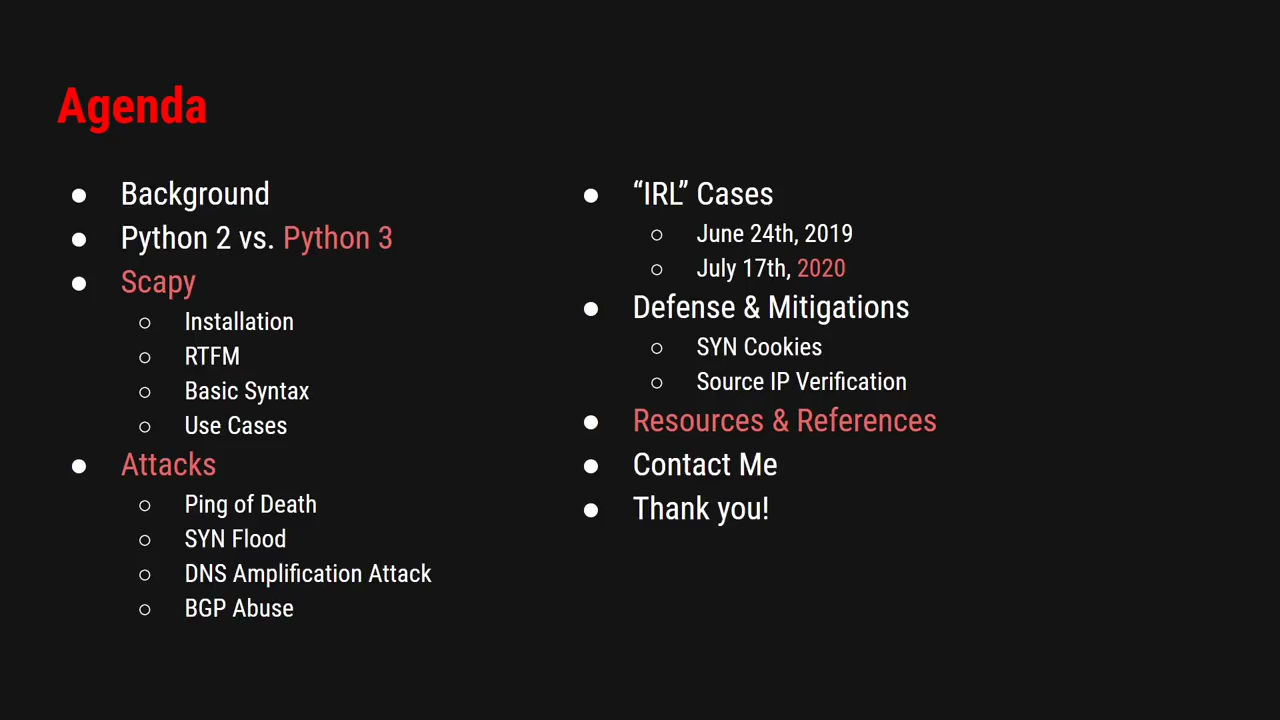 Agenda
● Background
● Python 2 vs. Python 3
● Scapy
○ Installation
○ RTFM
○ Basic Syntax
○ Use Cases
● Attacks
○ Ping of Death
○ SYN Flood
○ DNS Amplification Attack
○ BGP Abuse
● “IRL” Cases
○ June 24th, 2019
○ July 17th, 2020
● Defense & Mitigations
○ SYN Cookies
○ Source IP Verification
● Resources & References
● Contact Me
● Thank you!